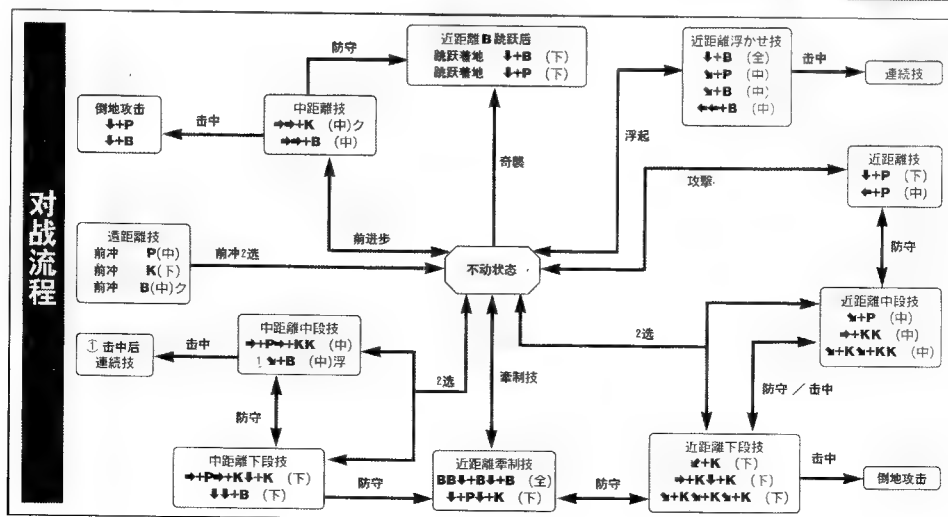 对战流程
防守
近距離B跳跃后
跳跃着地 ⬇+B (下)
跳跃着地 ⬇+P (下)
近距離浮かせ技
⬇+B (全)
⬊+P (中)
⬊+B (中)
⬅⬅+B (中)
击中
連続技
倒地攻击
⬇+P
⬇+B
击中
中距離技
➡➡+K (中)ク
➡➡+B (中)
奇襲
浮起
攻擊
近距離技
⬇+P (下)
⬅+P (中)
遠距離技
前冲 P(中)
前冲 K(下)
前冲 B(中)ク
前冲2选
前进步
不动状态
防守
① 击中后
連続技
击中
中距離中段技
➡+P➡+KK (中)
! ⬊+B (中)浮
2选
牽制技
2选
近距離中段技
⬊+P (中)
➡+KK (中)
⬊+K⬊+KK (中)
防守
防守 / 击中
中距離下段技
➡+P➡+K⬇+K (下)
⬇⬇+B (下)
防守
近距離牽制技
BB⬇+B⬇+B (全)
⬇+P⬇+K (下)
防守
近距離下段技
⬋+K (下)
➡+K⬇+K (下)
⬊+K⬊+K⬊+K (下)
击中
倒地攻击